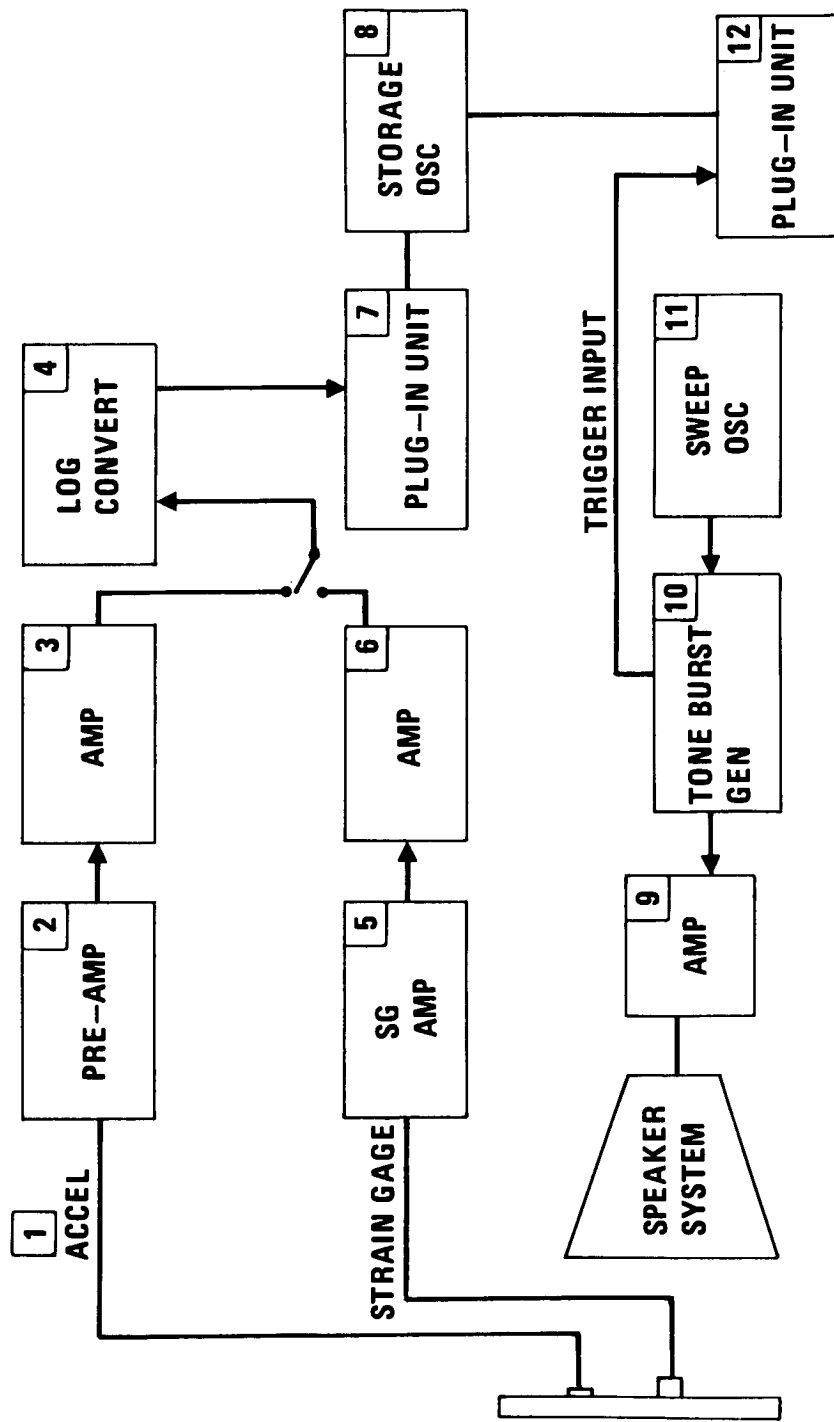 1
ACCEL
2
PRE-AMP
3
AMP
4
LOG
CONVERT
STRAIN GAGE
5
SG
AMP
6
AMP
7
PLUG-IN UNIT
8
STORAGE
OSC
SPEAKER
SYSTEM
9
AMP
10
TONE BURST
GEN
11
SWEEP
OSC
TRIGGER INPUT
12
PLUG-IN UNIT